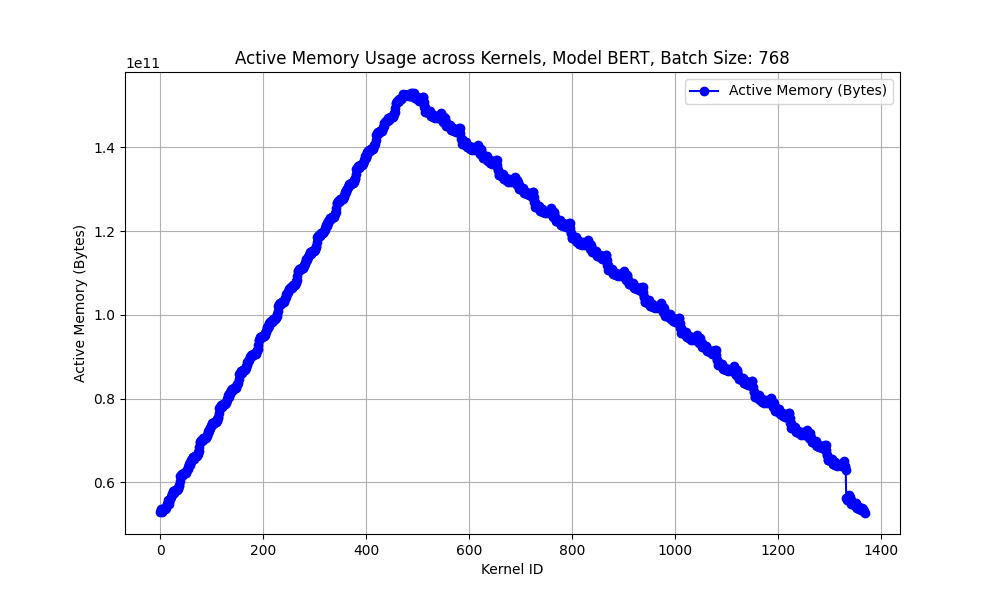 Active Memory Usage across Kernels, Model BERT, Batch Size: 768
1e11
Active Memory (Bytes)
1.4
1.2
1.0
0.8
0.6
Active Memory (Bytes)
0 200 400 600 800 1000 1200 1400
Kernel ID